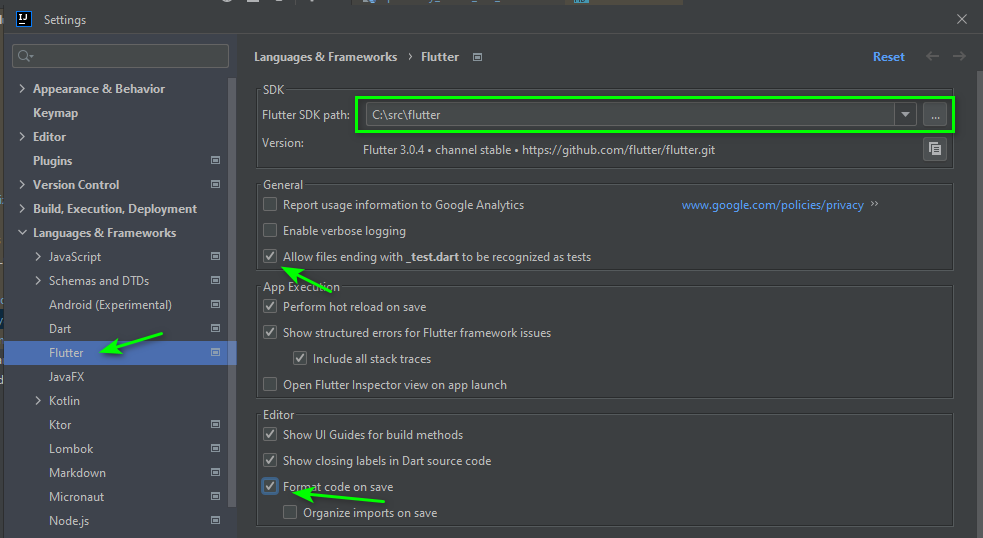 IJ Settings
Languages & Frameworks › Flutter
Reset
Appearance & Behavior
Keymap
Editor
Plugins
Version Control
Build, Execution, Deployment
Languages & Frameworks
JavaScript
Schemas and DTDs
Android (Experimental)
Dart
Flutter
JavaFX
Kotlin
Ktor
Lombok
Markdown
Micronaut
Node.js
SDK
Flutter SDK path: C:\src\flutter ...
Version: Flutter 3.0.4 • channel stable • https://github.com/flutter/flutter.git
General
Report usage information to Google Analytics www.google.com/policies/privacy
Enable verbose logging
Allow files ending with _test.dart to be recognized as tests
App Execution
Perform hot reload on save
Show structured errors for Flutter framework issues
Include all stack traces
Open Flutter Inspector view on app launch
Editor
Show UI Guides for build methods
Show closing labels in Dart source code
Format code on save
Organize imports on save